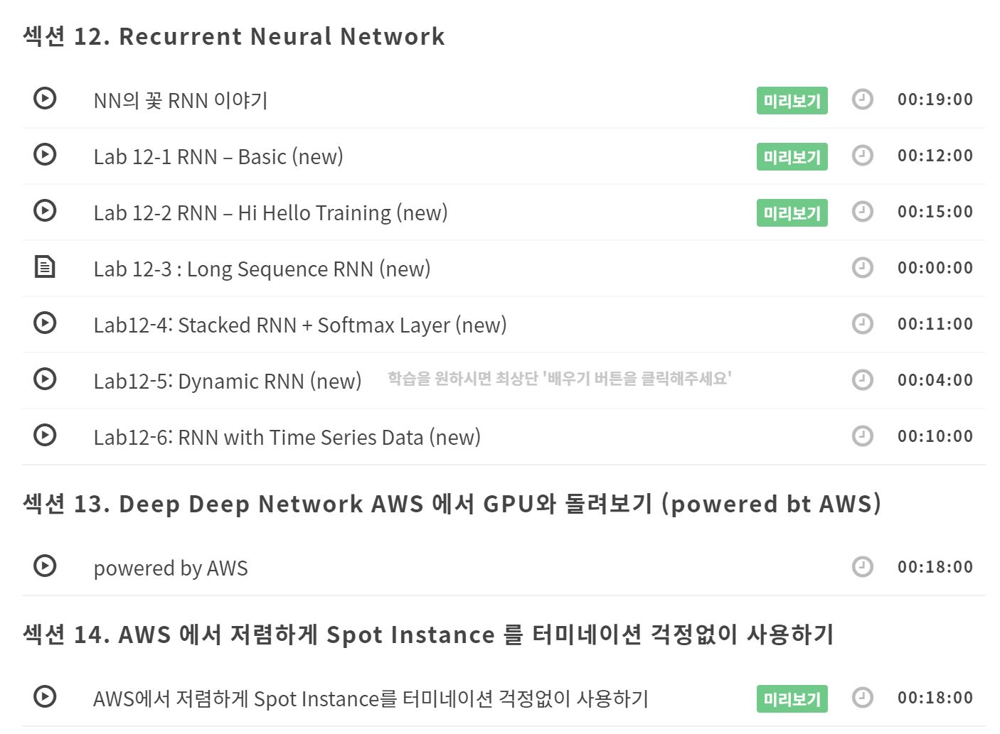 섹션 12. Recurrent Neural Network
NN의 꽃 RNN 이야기 미리보기 00:19:00
Lab 12-1 RNN – Basic (new) 미리보기 00:12:00
Lab 12-2 RNN – Hi Hello Training (new) 미리보기 00:15:00
Lab 12-3 : Long Sequence RNN (new) 00:00:00
Lab12-4: Stacked RNN + Softmax Layer (new) 00:11:00
Lab12-5: Dynamic RNN (new) 학습을 원하시면 최상단 '배우기 버튼을 클릭해주세요' 00:04:00
Lab12-6: RNN with Time Series Data (new) 00:10:00
섹션 13. Deep Deep Network AWS 에서 GPU와 돌려보기 (powered bt AWS)
powered by AWS 00:18:00
섹션 14. AWS 에서 저렴하게 Spot Instance 를 터미네이션 걱정없이 사용하기
AWS에서 저렴하게 Spot Instance를 터미네이션 걱정없이 사용하기 미리보기 00:18:00